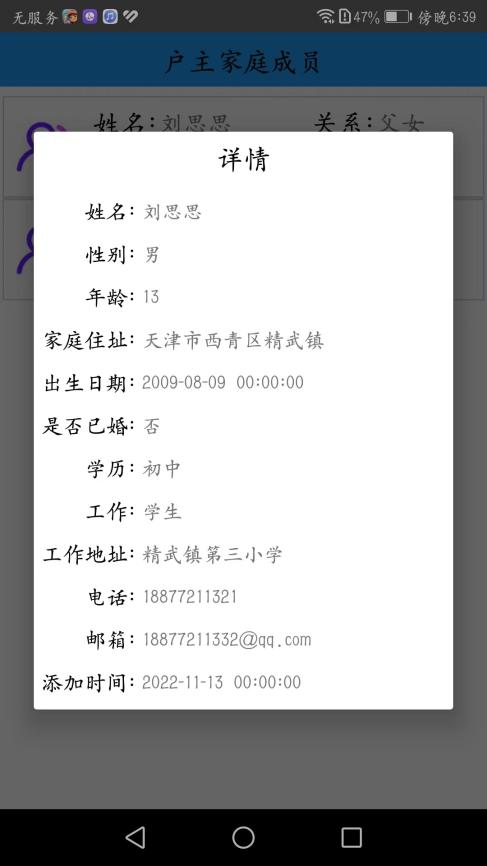 无服务 47% 傍晚6:39
户主家庭成员
姓名:刘思思 关系:父女
详情
姓名: 刘思思
性别: 男
年龄: 13
家庭住址: 天津市西青区精武镇
出生日期: 2009-08-09 00:00:00
是否已婚: 否
学历: 初中
工作: 学生
工作地址: 精武镇第三小学
电话: 18877211321
邮箱: 18877211332@qq.com
添加时间: 2022-11-13 00:00:00